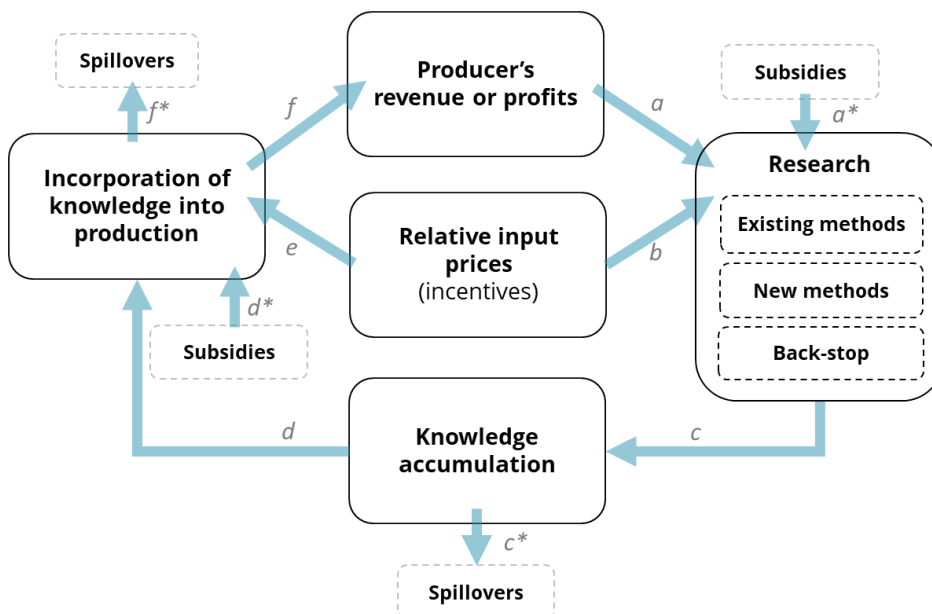 Spillovers
f*
f
Producer’s
revenue or profits
a
Subsidies
a*
Incorporation of
knowledge into
production
e
Relative input
prices
(incentives)
b
Research
Existing methods
New methods
Back-stop
d*
Subsidies
d
Knowledge
accumulation
c
c*
Spillovers